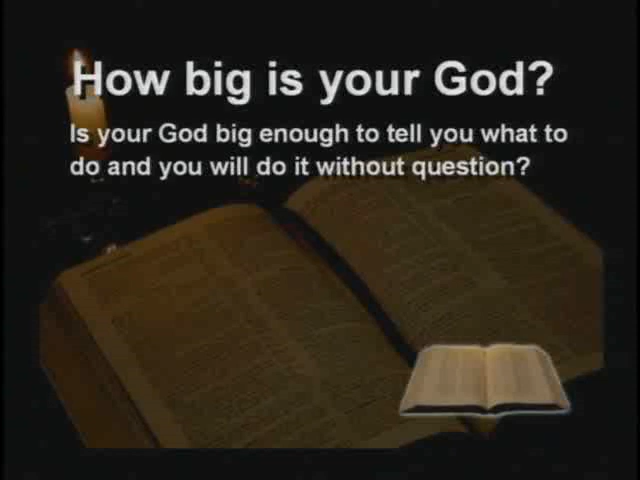 How big is your God?
Is your God big enough to tell you what to
do and you will do it without question?